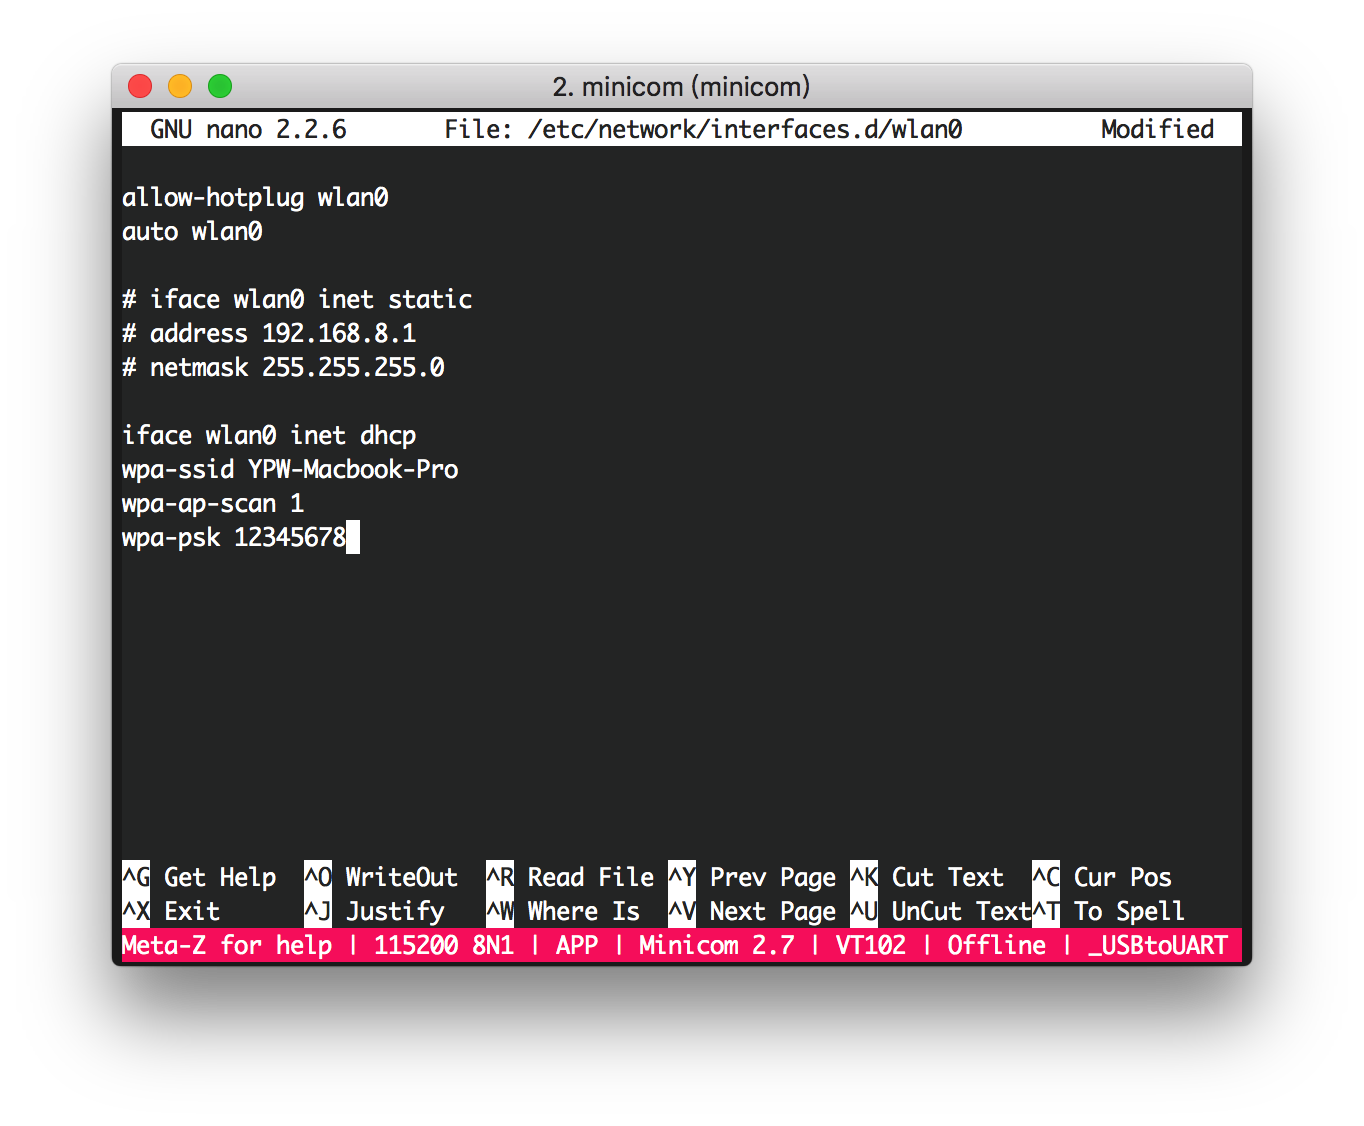 2. minicom (minicom)
GNU nano 2.2.6 File: /etc/network/interfaces.d/wlan0 Modified
allow-hotplug wlan0
auto wlan0
# iface wlan0 inet static
# address 192.168.8.1
# netmask 255.255.255.0
iface wlan0 inet dhcp
wpa-ssid YPW-Macbook-Pro
wpa-ap-scan 1
wpa-psk 12345678
^G Get Help ^O WriteOut ^R Read File ^Y Prev Page ^K Cut Text ^C Cur Pos
^X Exit ^J Justify ^W Where Is ^V Next Page ^U UnCut Text ^T To Spell
Meta-Z for help | 115200 8N1 | APP | Minicom 2.7 | VT102 | Offline | _USBtoUART